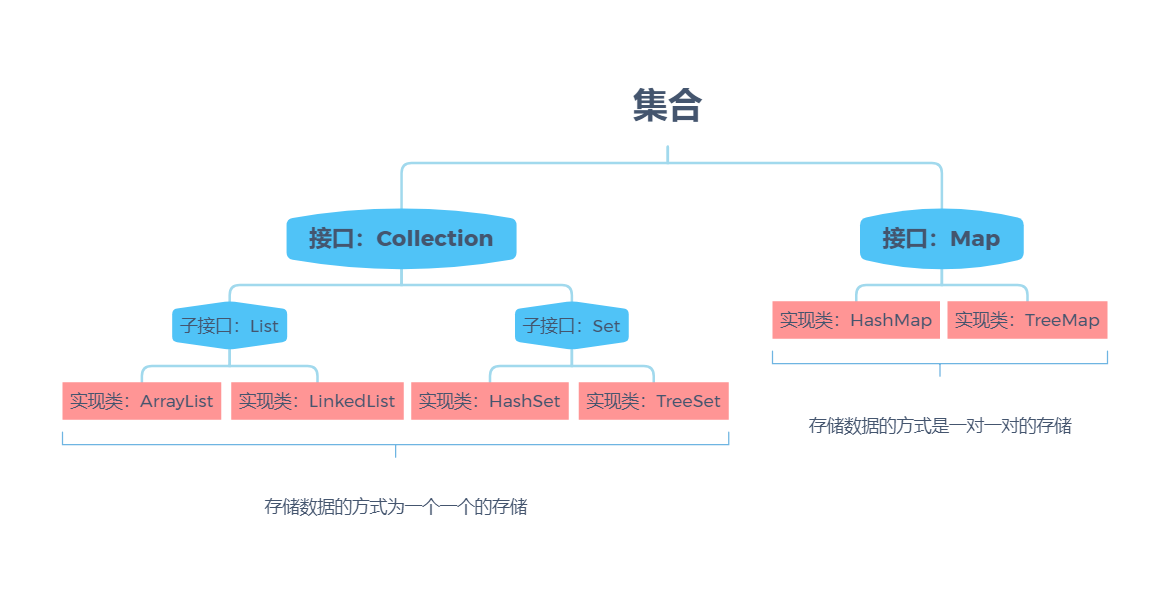 集合
接口：Collection
接口：Map
子接口：List
子接口：Set
实现类：HashMap
实现类：TreeMap
实现类：ArrayList
实现类：LinkedList
实现类：HashSet
实现类：TreeSet
存储数据的方式是一对一对的存储
存储数据的方式为一个一个的存储